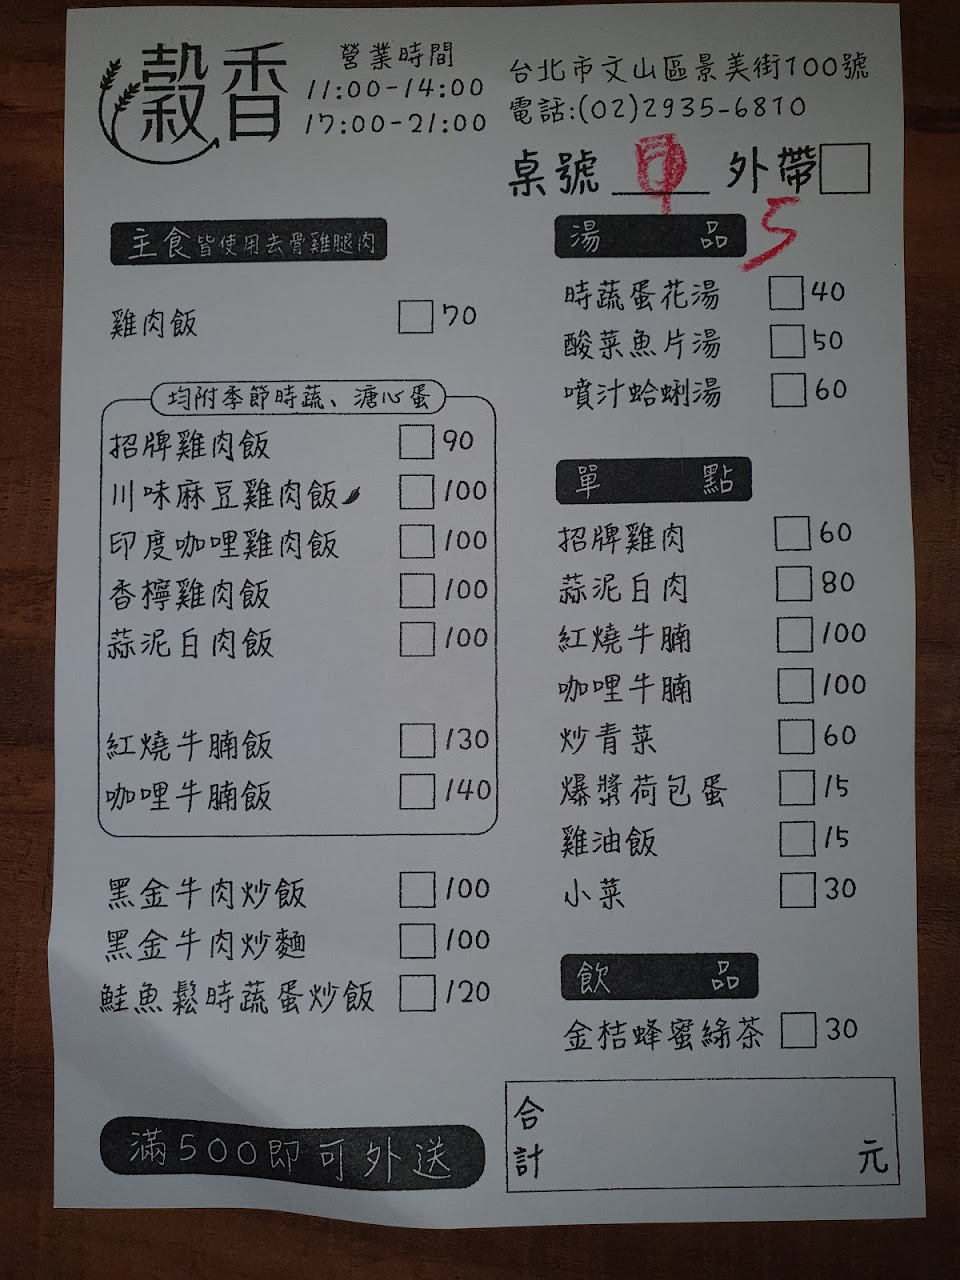 穀香
營業時間
11:00-14:00
17:00-21:00
台北市文山區景美街100號
電話:(02)2935-6810
桌號 外帶
5
主食皆使用去骨雞腿肉
雞肉飯 70
均附季節時蔬、溏心蛋
招牌雞肉飯 90
川味麻豆雞肉飯 100
印度咖哩雞肉飯 100
香檸雞肉飯 100
蒜泥白肉飯 100
紅燒牛腩飯 130
咖哩牛腩飯 140
黑金牛肉炒飯 100
黑金牛肉炒麵 100
鮭魚鬆時蔬蛋炒飯 120
滿500即可外送
湯品
時蔬蛋花湯 40
酸菜魚片湯 50
噴汁蛤蜊湯 60
單點
招牌雞肉 60
蒜泥白肉 80
紅燒牛腩 100
咖哩牛腩 100
炒青菜 60
爆漿荷包蛋 15
雞油飯 15
小菜 30
飲品
金桔蜂蜜綠茶 30
合計 元